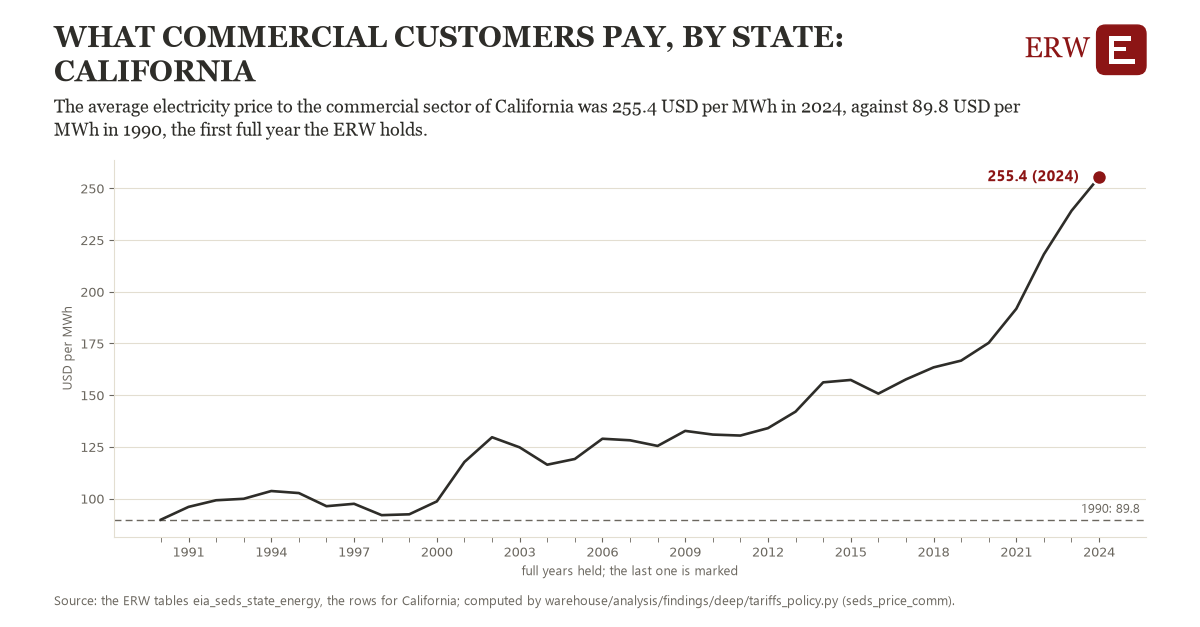 WHAT COMMERCIAL CUSTOMERS PAY, BY STATE:
CALIFORNIA
ERW E
The average electricity price to the commercial sector of California was 255.4 USD per MWh in 2024, against 89.8 USD per
MWh in 1990, the first full year the ERW holds.
255.4 (2024)
250
225
200
175
150
125
100
USD per MWh
1990: 89.8
1991 1994 1997 2000 2003 2006 2009 2012 2015 2018 2021 2024
full years held; the last one is marked
Source: the ERW tables eia_seds_state_energy, the rows for California; computed by warehouse/analysis/findings/deep/tariffs_policy.py (seds_price_comm).